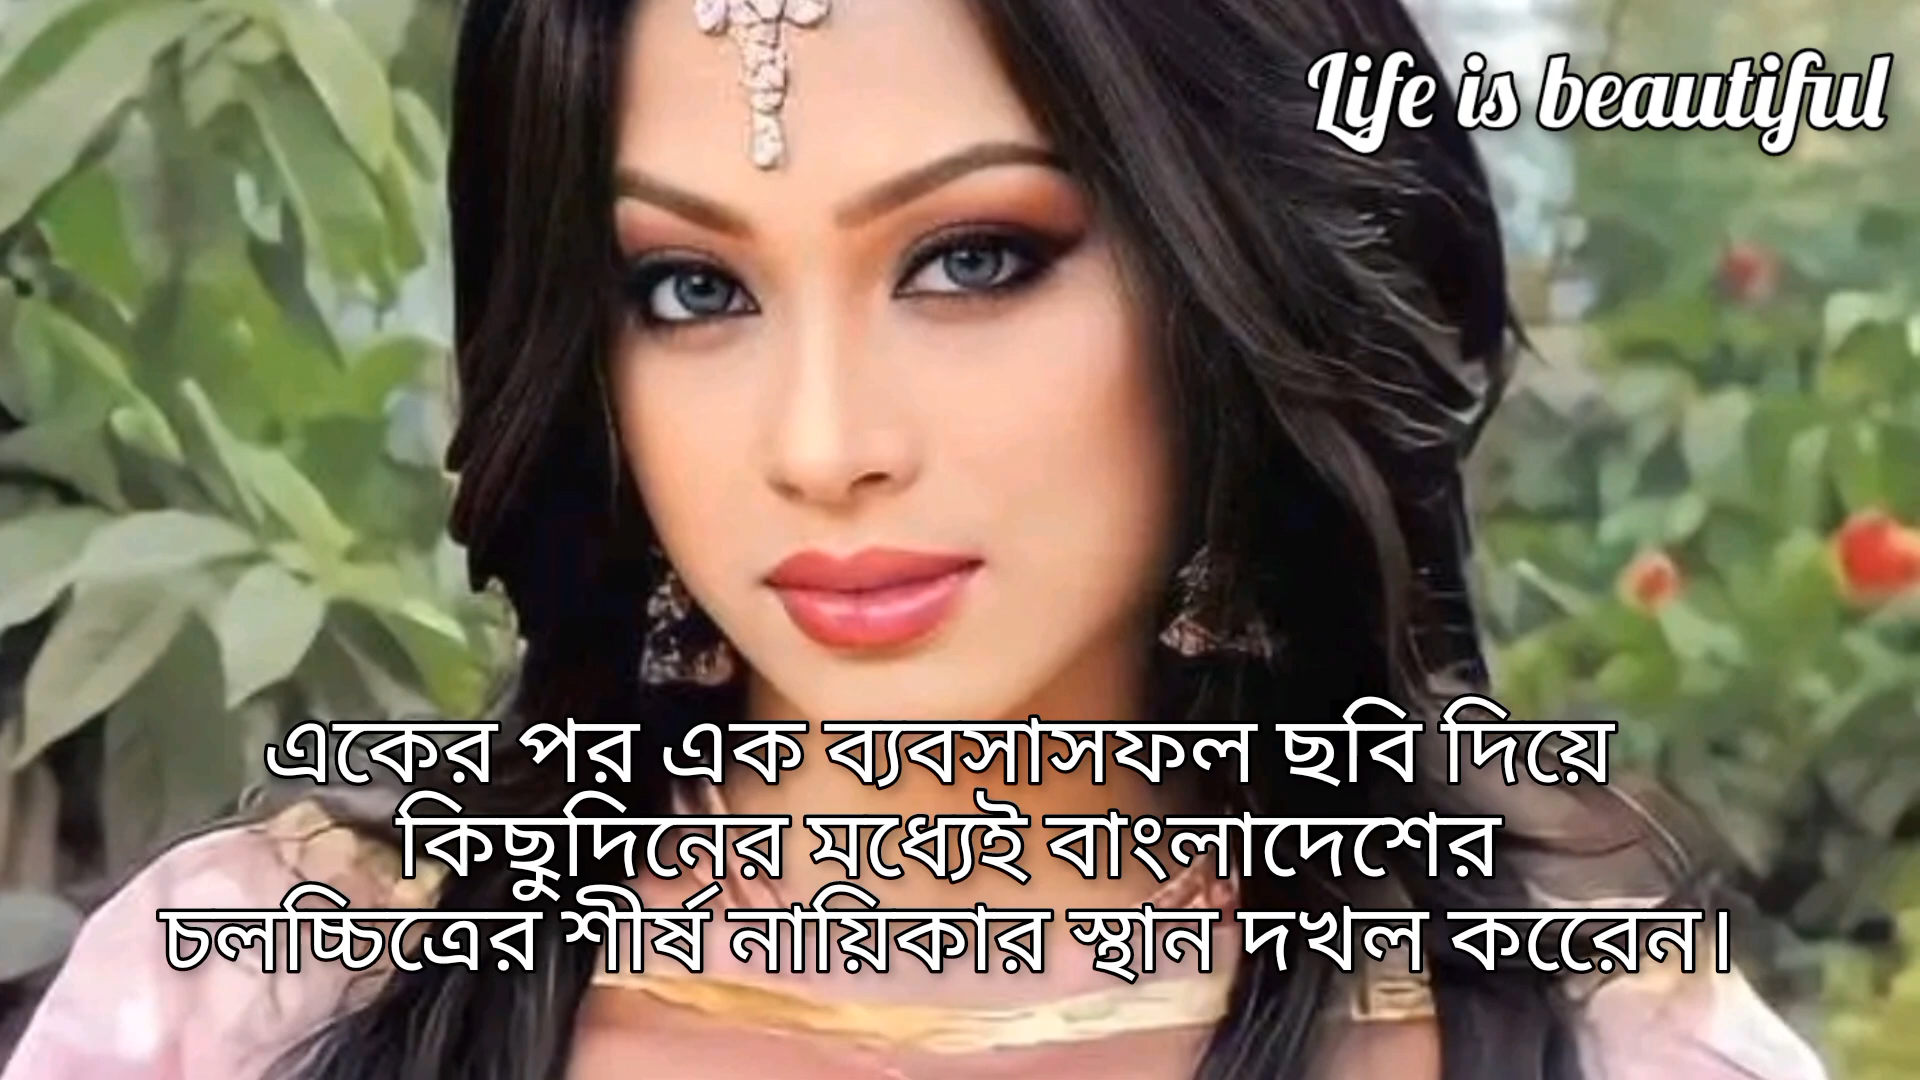 Life is beautiful
একের পর এক ব্যবসাসফল ছবি দিয়ে
কিছুদিনের মধ্যেই বাংলাদেশের
চলচ্চিত্রের শীর্ষ নায়িকার স্থান দখল করেেন।